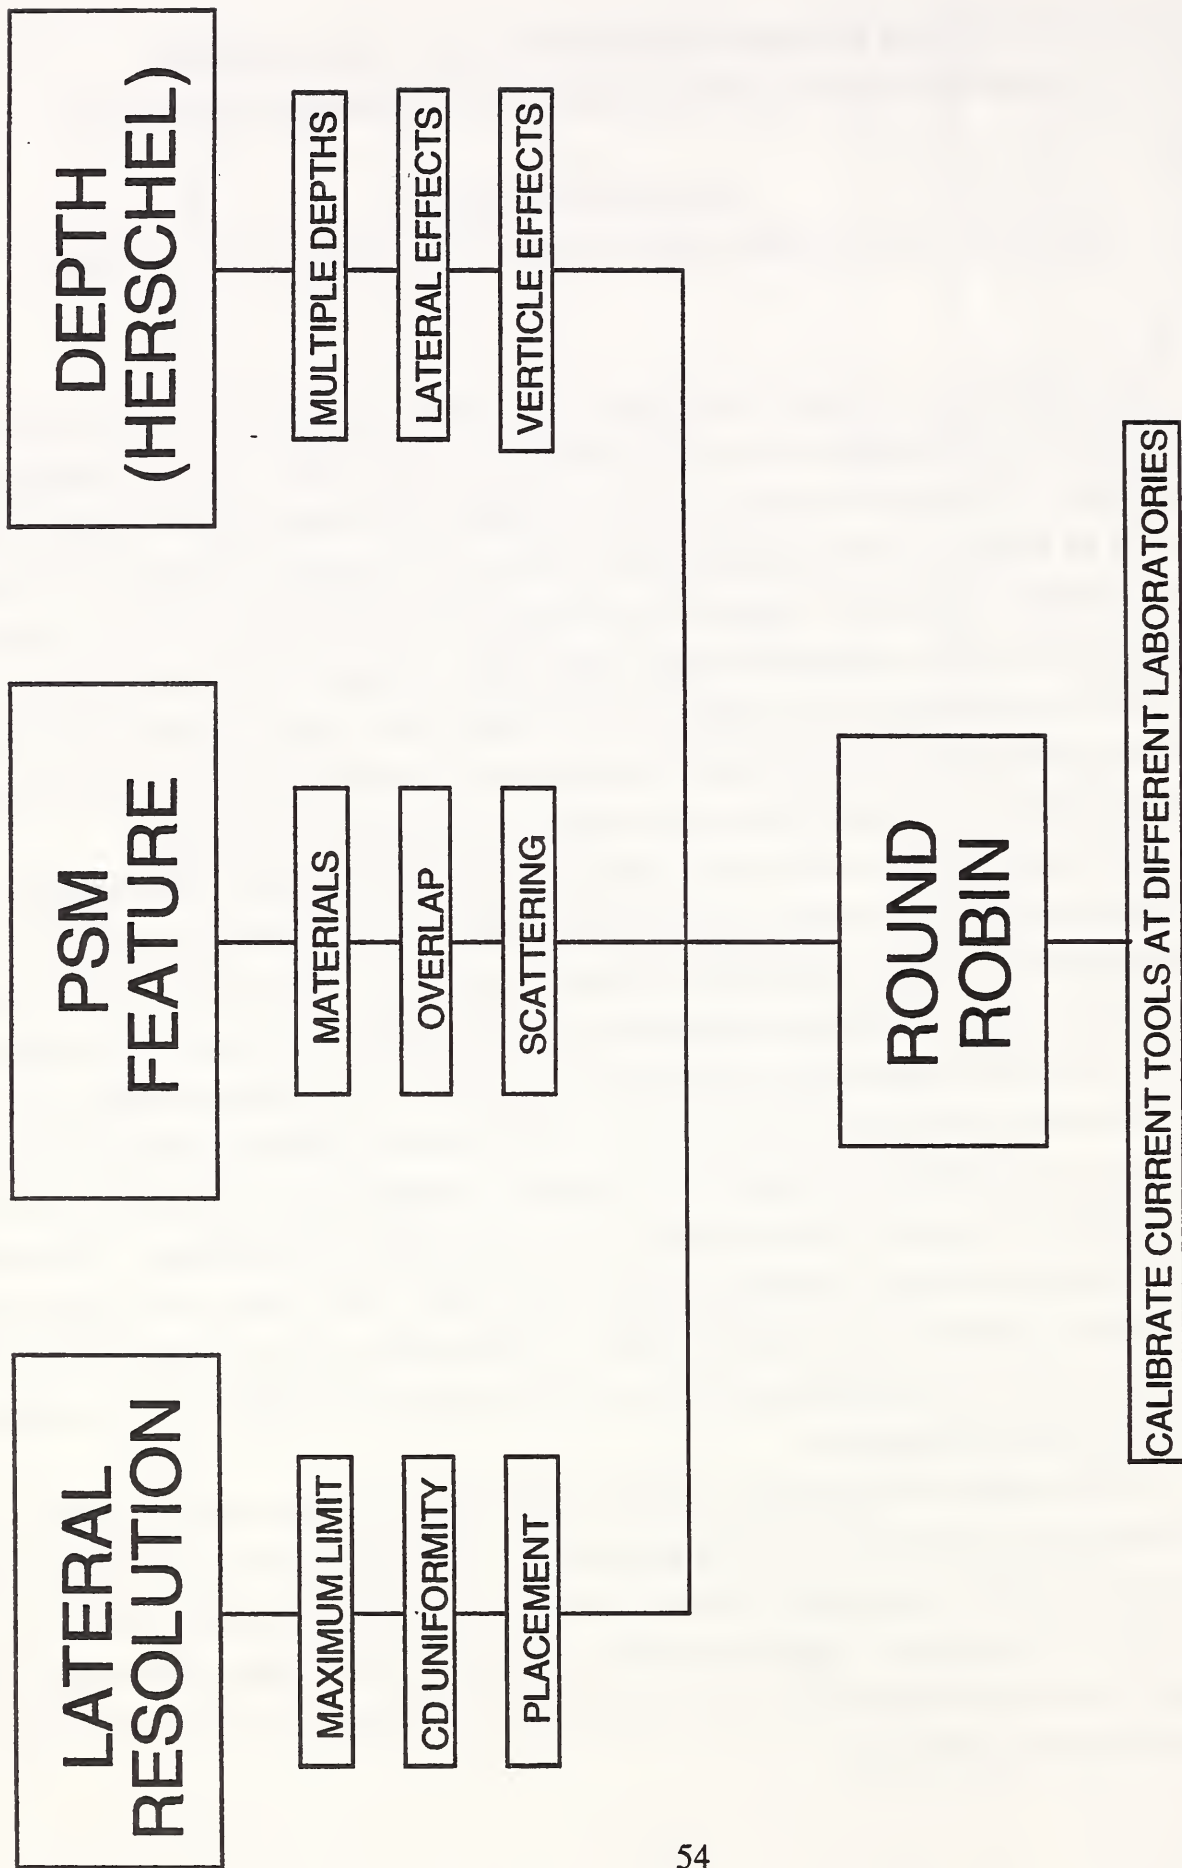 LATERAL
RESOLUTION
MAXIMUM LIMIT
CD UNIFORMITY
PLACEMENT
PSM
FEATURE
MATERIALS
OVERLAP
SCATTERING
DEPTH
(HERSCHEL)
MULTIPLE DEPTHS
LATERAL EFFECTS
VERTICLE EFFECTS
ROUND
ROBIN
CALIBRATE CURRENT TOOLS AT DIFFERENT LABORATORIES
54